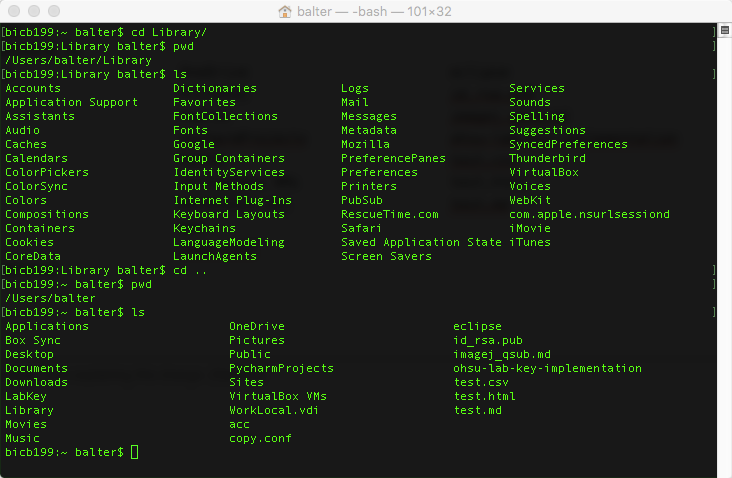 balter — -bash — 101×32
[bicb199:~ balter$ cd Library/ ]
[bicb199:Library balter$ pwd ]
/Users/balter/Library
[bicb199:Library balter$ ls ]
Accounts Dictionaries Logs Services
Application Support Favorites Mail Sounds
Assistants FontCollections Messages Spelling
Audio Fonts Metadata Suggestions
Caches Google Mozilla SyncedPreferences
Calendars Group Containers PreferencePanes Thunderbird
ColorPickers IdentityServices Preferences VirtualBox
ColorSync Input Methods Printers Voices
Colors Internet Plug-Ins PubSub WebKit
Compositions Keyboard Layouts RescueTime.com com.apple.nsurlsessiond
Containers Keychains Safari iMovie
Cookies LanguageModeling Saved Application State iTunes
CoreData LaunchAgents Screen Savers
[bicb199:Library balter$ cd .. ]
[bicb199:~ balter$ pwd ]
/Users/balter
[bicb199:~ balter$ ls ]
Applications OneDrive eclipse
Box Sync Pictures id_rsa.pub
Desktop Public imagej_qsub.md
Documents PycharmProjects ohsu-lab-key-implementation
Downloads Sites test.csv
LabKey VirtualBox VMs test.html
Library WorkLocal.vdi test.md
Movies acc
Music copy.conf
bicb199:~ balter$